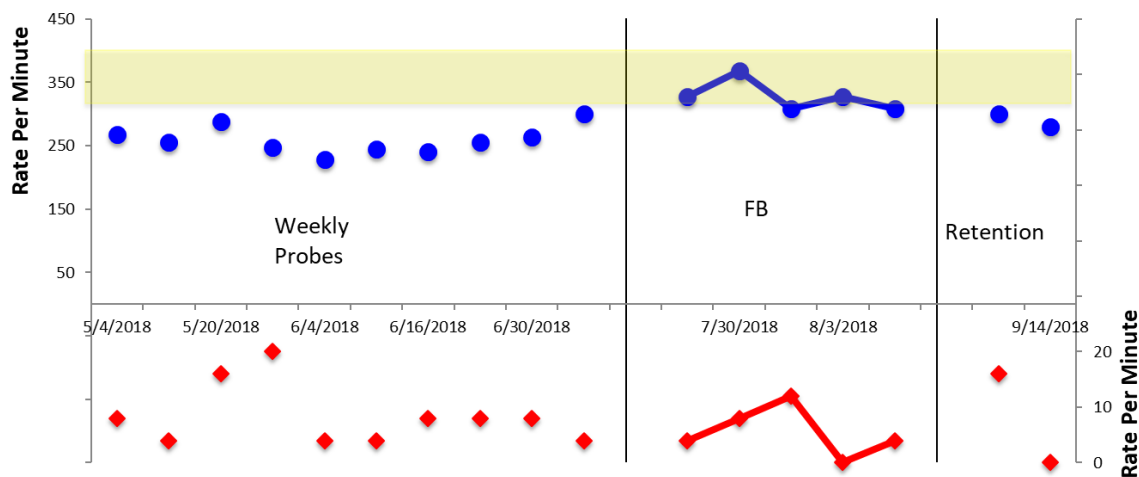 450
350
250
150
50
Rate Per Minute
Weekly
Probes
FB
Retention
5/4/2018
5/20/2018
6/4/2018
6/16/2018
6/30/2018
7/30/2018
8/3/2018
9/14/2018
20
10
0
Rate Per Minute